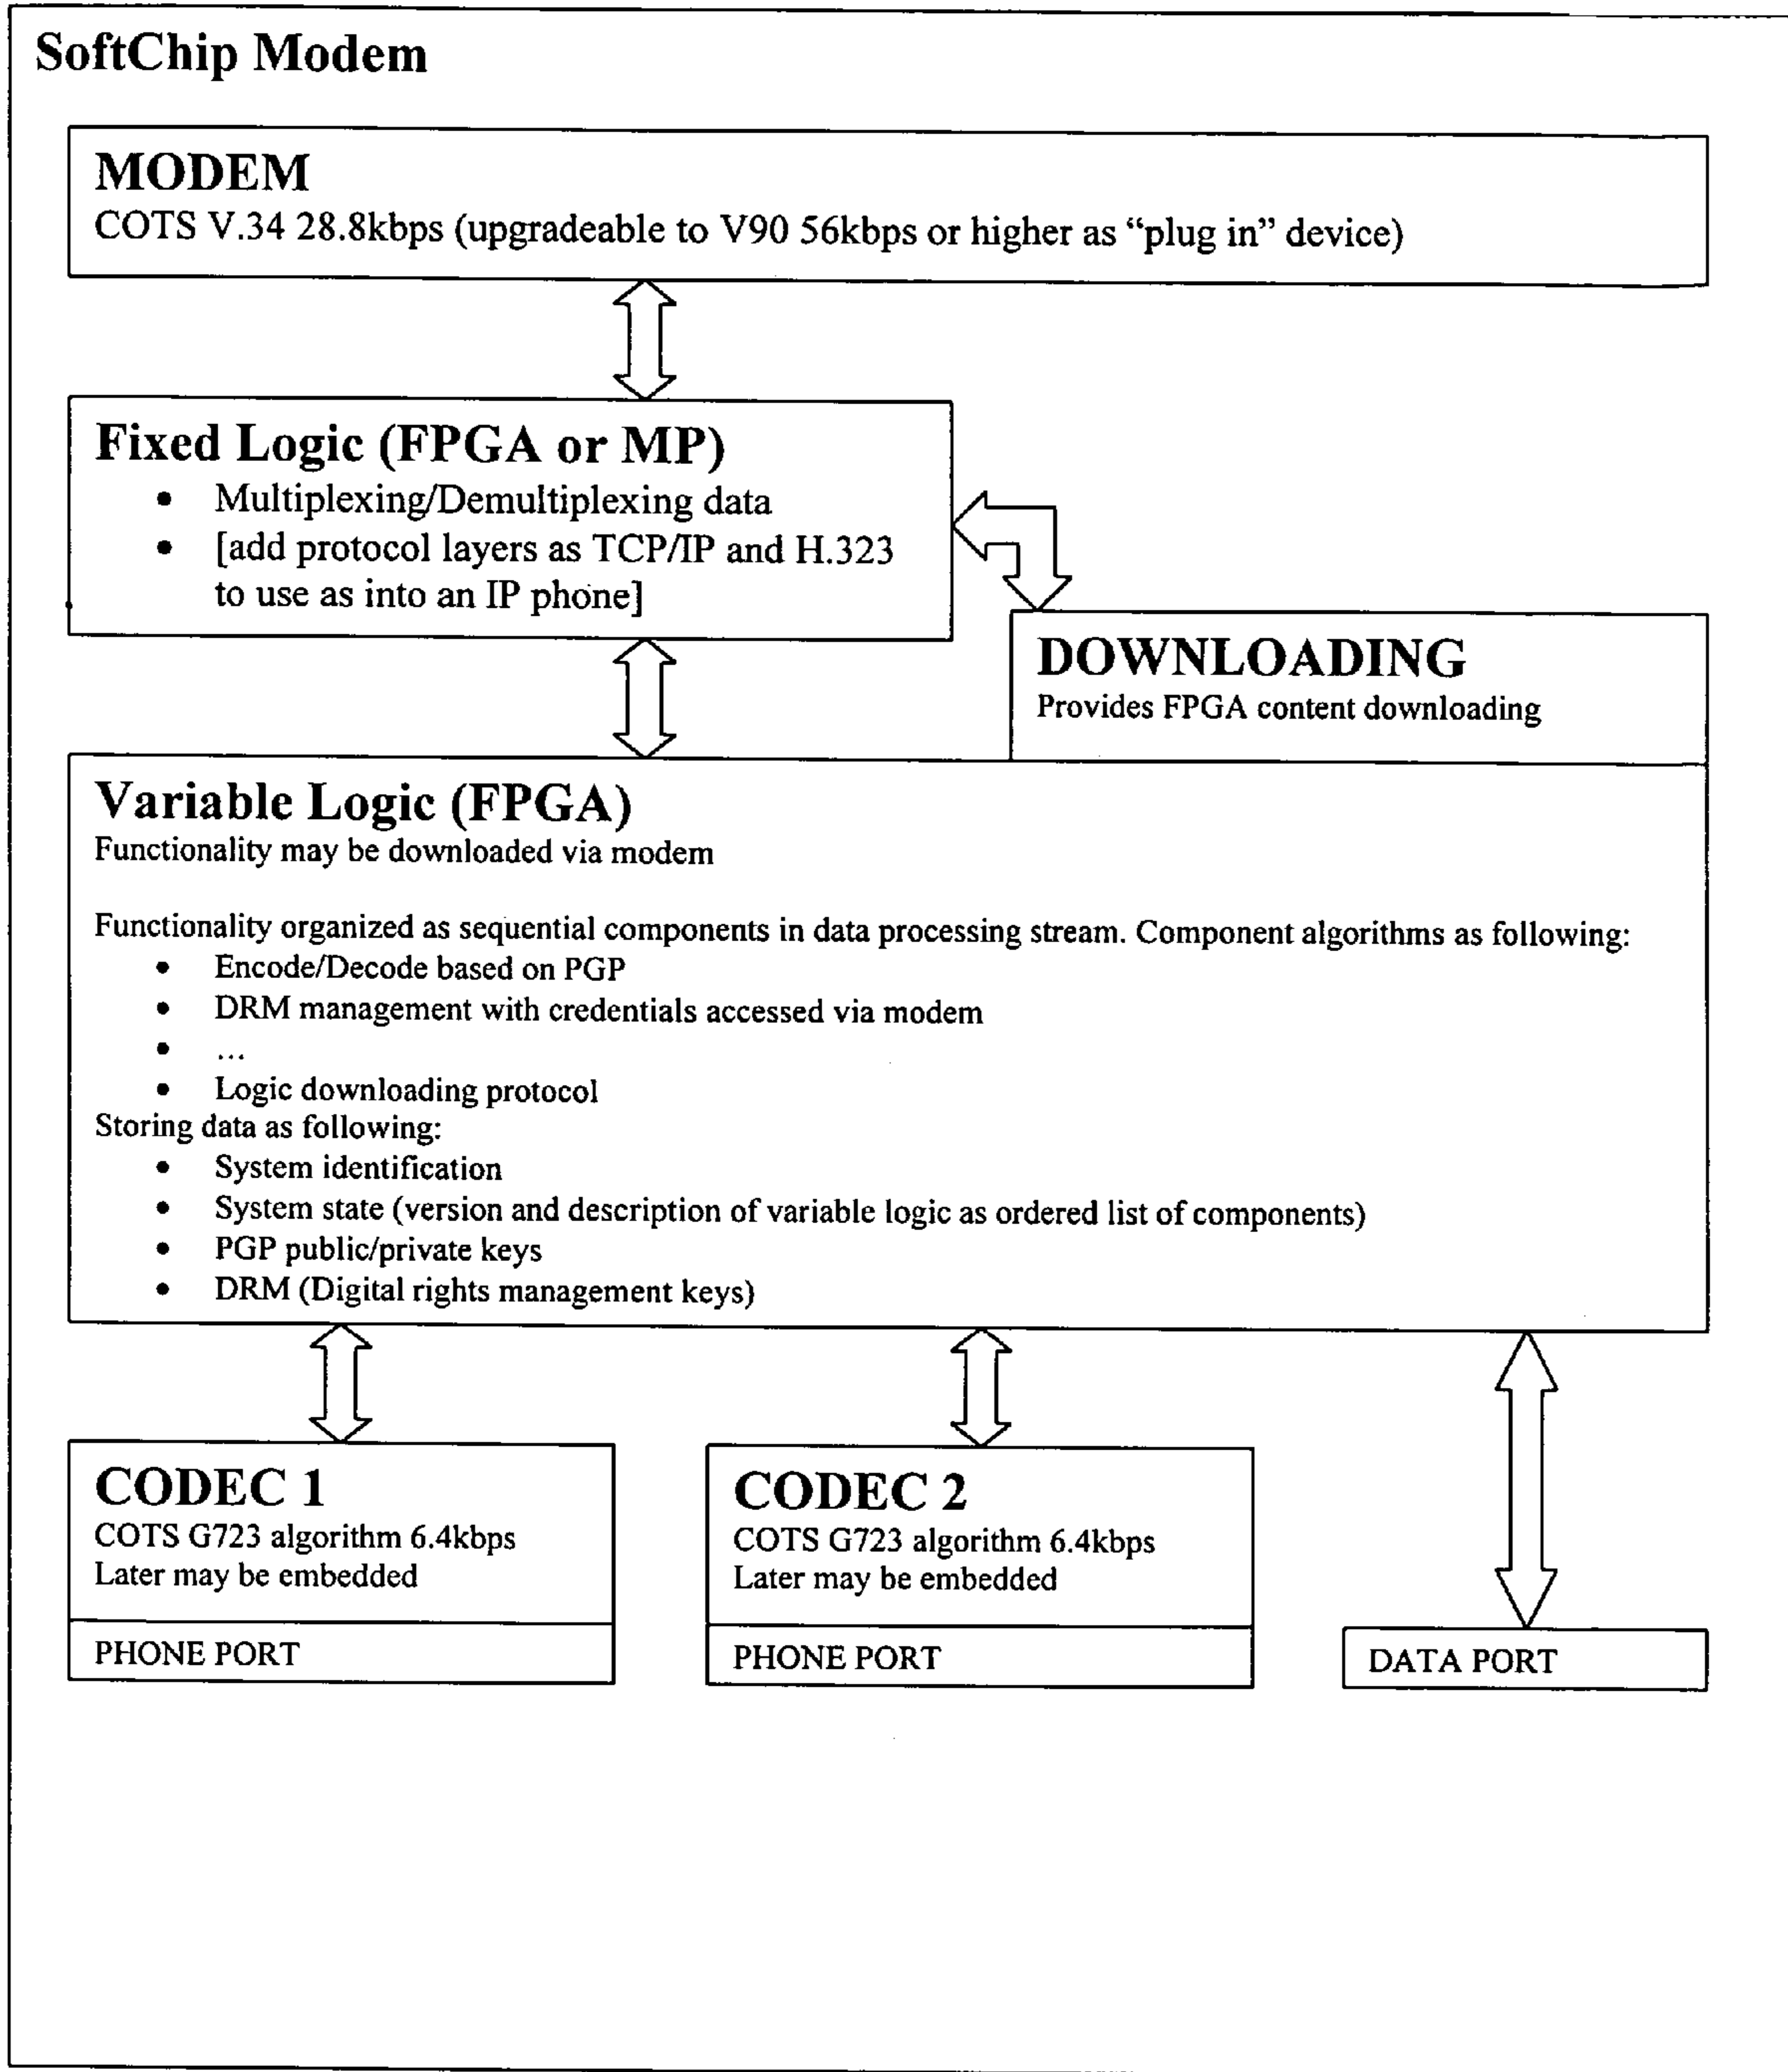 SoftChip Modem
MODEM
COTS V.34 28.8kbps (upgradeable to V90 56kbps or higher as “plug in” device)
Fixed Logic (FPGA or MP)
• Multiplexing/Demultiplexing data
• [add protocol layers as TCP/IP and H.323
to use as into an IP phone]
DOWNLOADING
Provides FPGA content downloading
Variable Logic (FPGA)
Functionality may be downloaded via modem
Functionality organized as sequential components in data processing stream. Component algorithms as following:
• Encode/Decode based on PGP
• DRM management with credentials accessed via modem
• ...
• Logic downloading protocol
Storing data as following:
• System identification
• System state (version and description of variable logic as ordered list of components)
• PGP public/private keys
• DRM (Digital rights management keys)
CODEC 1
COTS G723 algorithm 6.4kbps
Later may be embedded
PHONE PORT
CODEC 2
COTS G723 algorithm 6.4kbps
Later may be embedded
PHONE PORT
DATA PORT